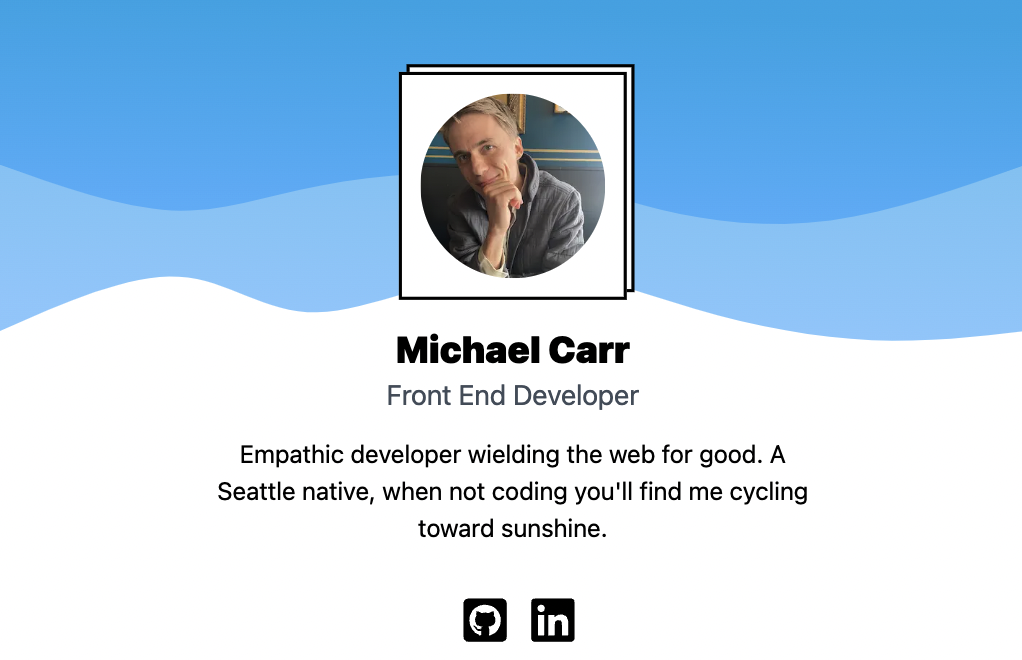 Michael Carr
Front End Developer
Empathic developer wielding the web for good. A
Seattle native, when not coding you'll find me cycling
toward sunshine.
in